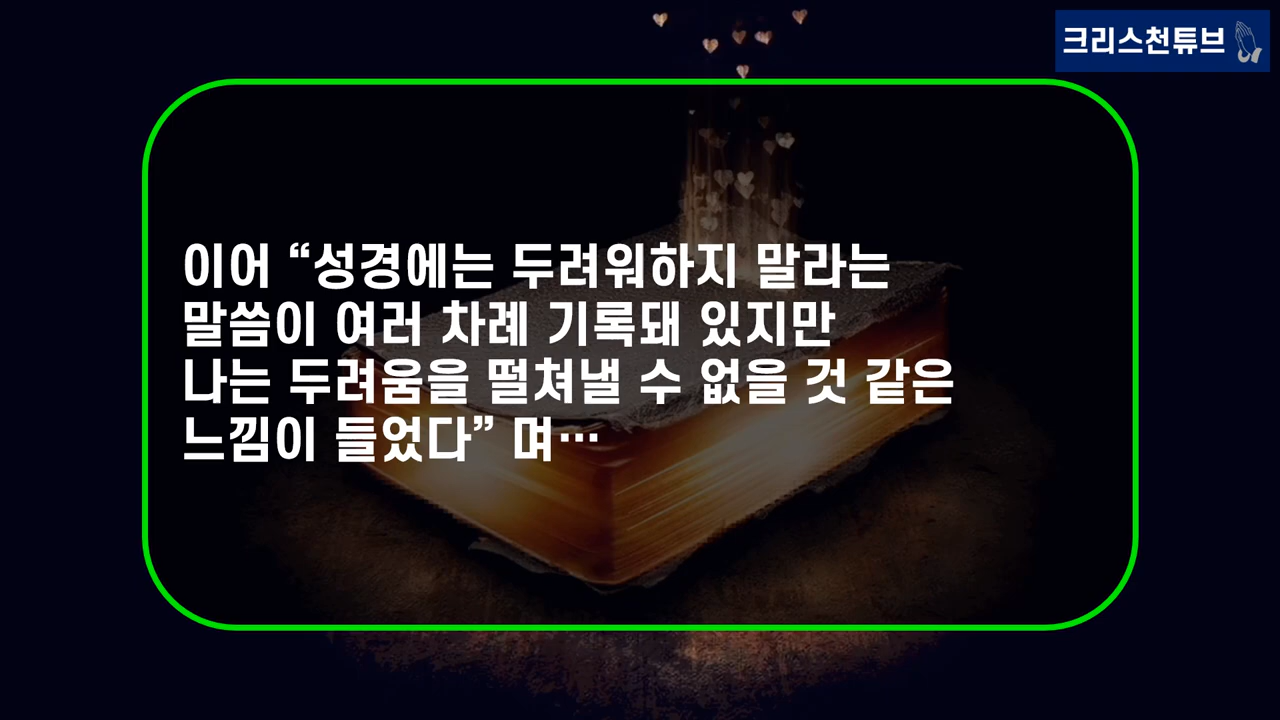 크리스천튜브
이어 “성경에는 두려워하지 말라는
말씀이 여러 차례 기록돼 있지만
나는 두려움을 떨쳐낼 수 없을 것 같은
느낌이 들었다” 며…